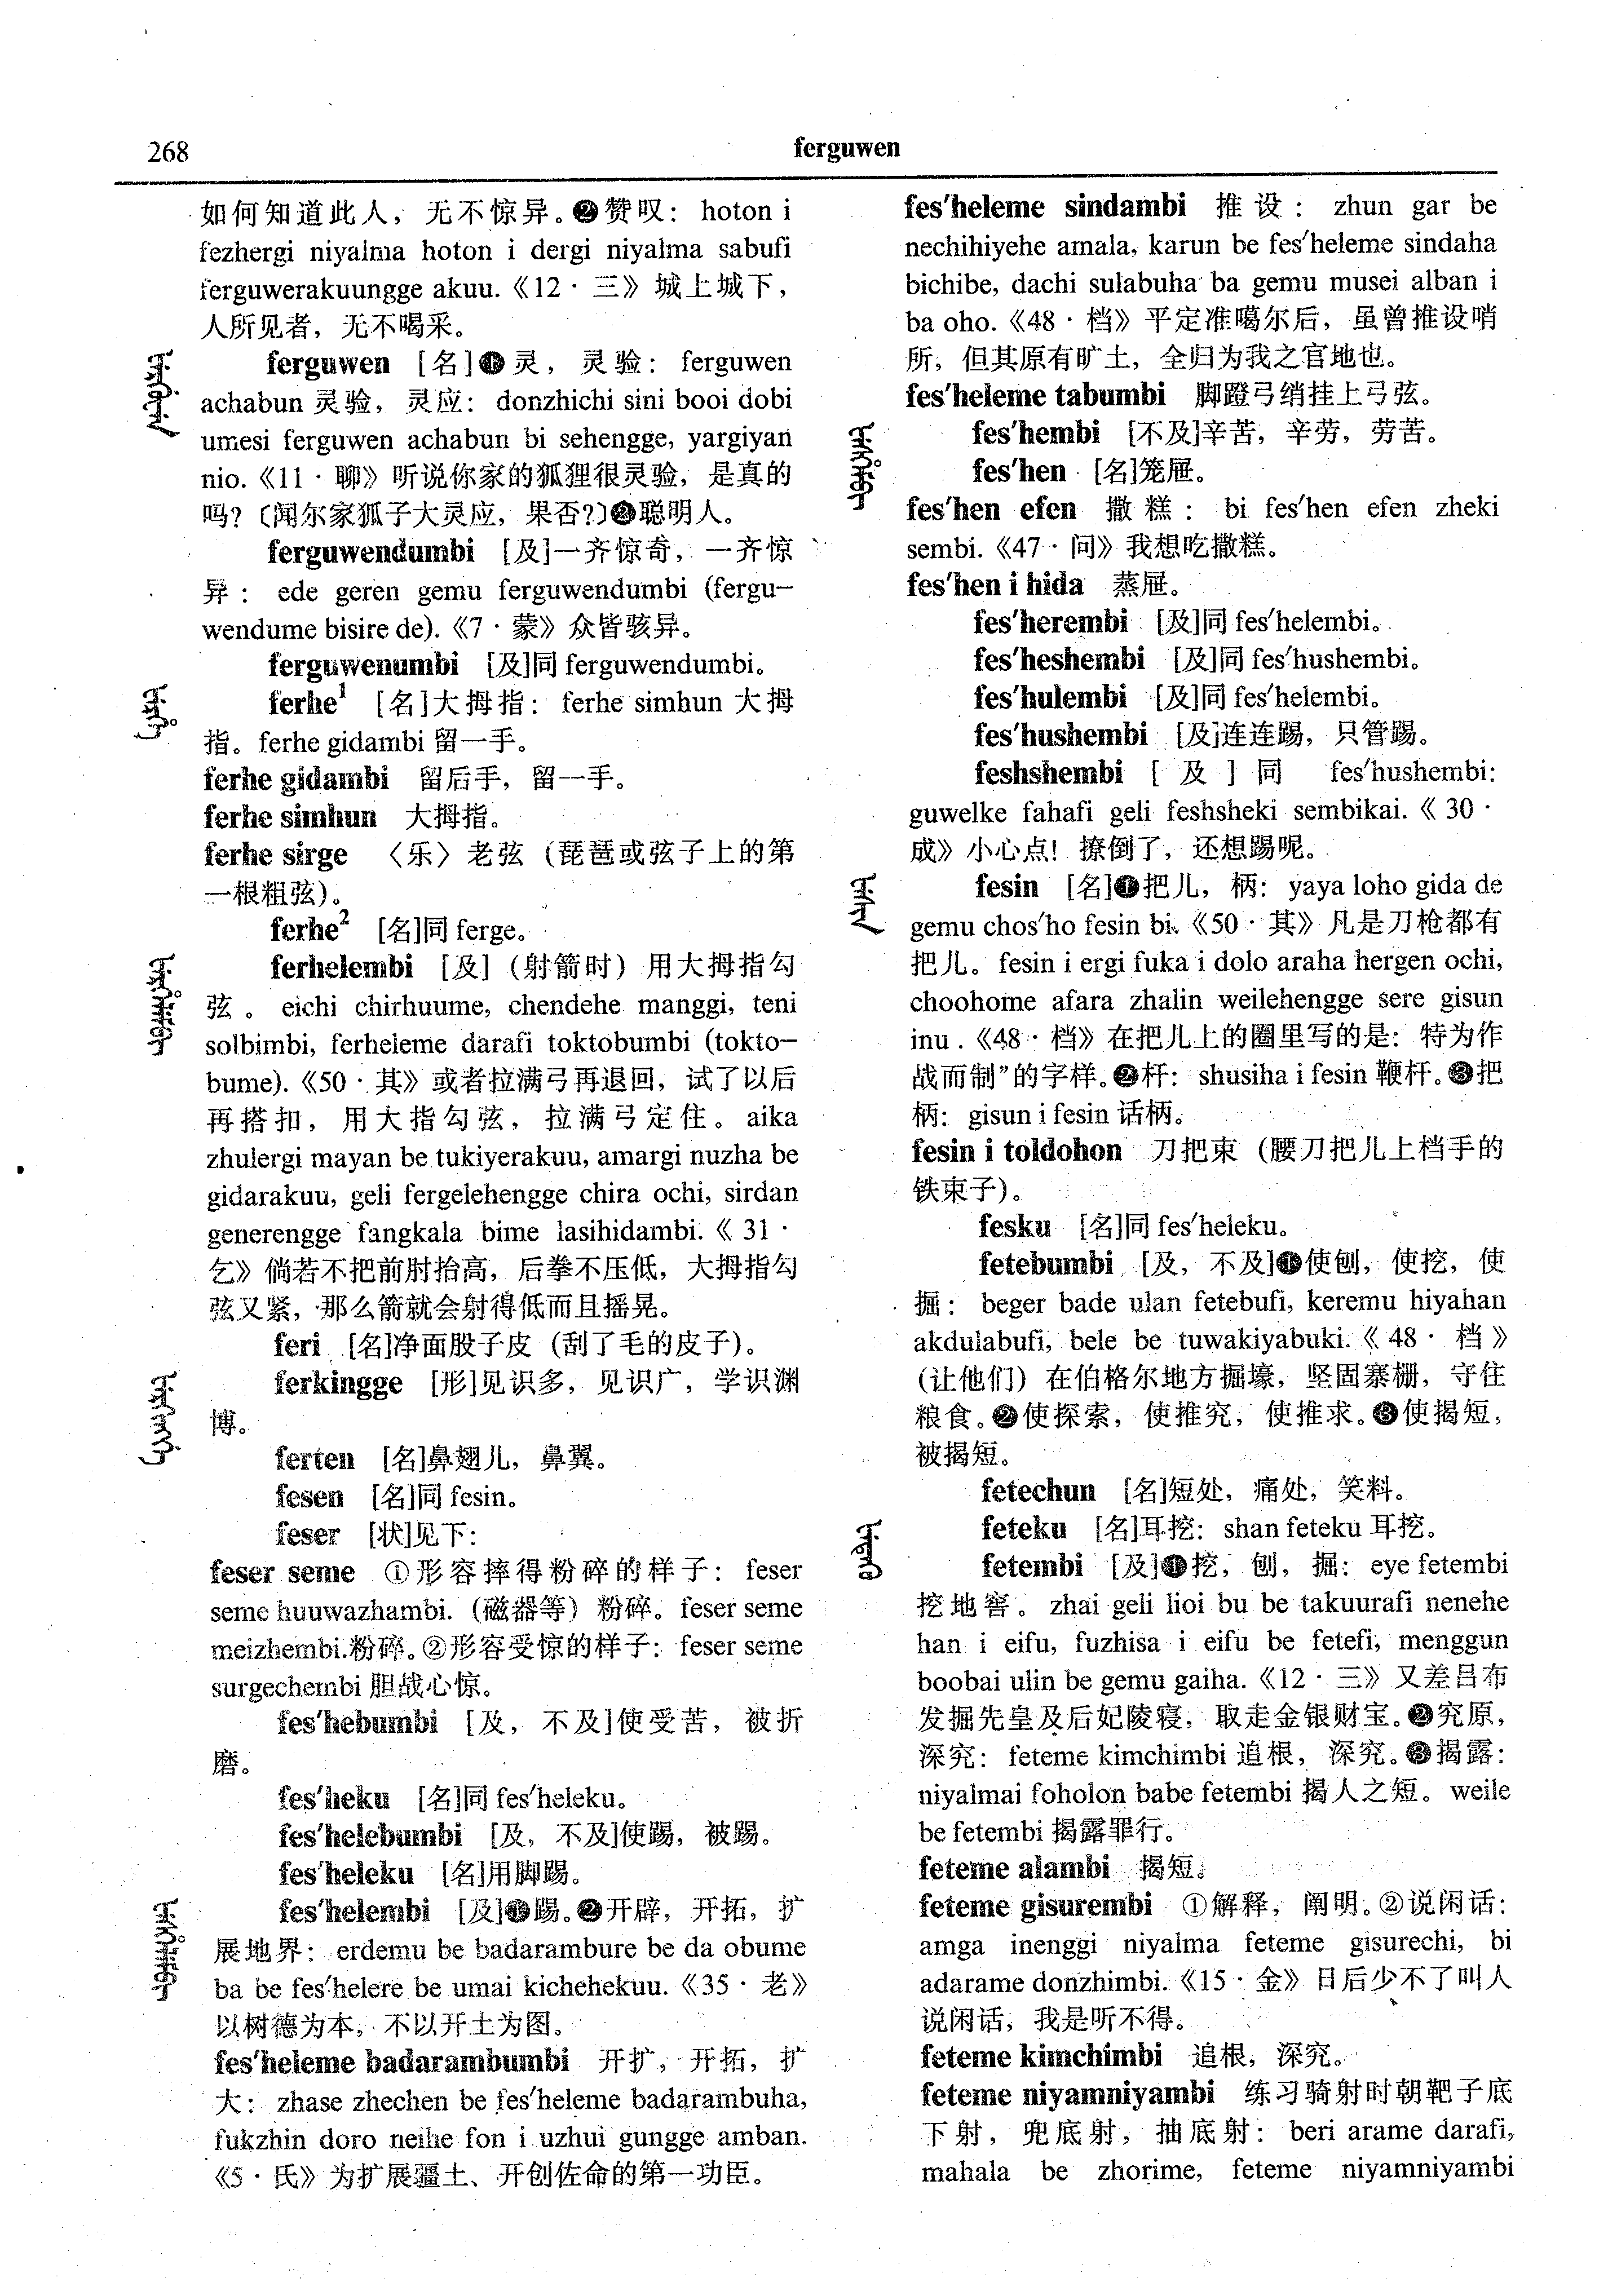 268
ferguwen
如何知道此人，无不惊异。❷赞叹：hoton i
fezhergi niyalma hoton i dergi niyalma sabufi
ferguwerakuungge akuu.《12·三》城上城下，
人所见者，无不喝采。
ferguwen [名]❶灵，灵验：ferguwen
achabun 灵验，灵应：donzhichi sini booi dobi
umesi ferguwen achabun bi sehengge, yargiyan
nio.《11·聊》听说你家的狐狸很灵验，是真的
吗?〔闻尔家狐子大灵应，果否?〕❷聪明人。
ferguwendumbi [及]一齐惊奇，一齐惊
异：ede geren gemu ferguwendumbi (fergu-
wendume bisire de).《7·蒙》众皆骇异。
ferguwenumbi [及]同 ferguwendumbi。
ferhe¹ [名]大拇指：ferhe simhun 大拇
指。ferhe gidambi 留一手。
ferhe gidambi 留后手，留一手。
ferhe simhun 大拇指。
ferhe sirge 〈乐〉老弦（琵琶或弦子上的第
一根粗弦）。
ferhe² [名]同 ferge。
ferhelembi [及]（射箭时）用大拇指勾
弦。eichi chirhuume, chendehe manggi, teni
solbimbi, ferheleme darafi toktobumbi (tokto-
bume).《50·其》或者拉满弓再退回，试了以后
再搭扣，用大指勾弦，拉满弓定住。aika
zhulergi mayan be tukiyerakuu, amargi nuzha be
gidarakuu, geli fergelehengge chira ochi, sirdan
generengge fangkala bime lasihidambi.《31·
乞》倘若不把前肘抬高，后拳不压低，大拇指勾
弦又紧，那么箭就会射得低而且摇晃。
feri [名]净面股子皮（刮了毛的皮子）。
ferkingge [形]见识多，见识广，学识渊
博。
ferten [名]鼻翅儿，鼻翼。
fesen [名]同 fesin。
feser [状]见下：
feser seme ①形容摔得粉碎的样子：feser
seme huuwazhambi.（磁器等）粉碎。feser seme
meizhembi.粉碎。②形容受惊的样子：feser seme
surgechembi 胆战心惊。
fes'hebumbi [及，不及]使受苦，被折
磨。
fes'heku [名]同 fes'heleku。
fes'helebumbi [及，不及]使踢，被踢。
fes'heleku [名]用脚踢。
fes'helembi [及]❶踢。❷开辟，开拓，扩
展地界：erdemu be badarambure be da obume
ba be fes'helere be umai kichehekuu.《35·老》
以树德为本，不以开土为图。
fes'heleme badarambumbi 开扩，开拓，扩
大：zhase zhechen be fes'heleme badarambuha,
fukzhin doro neihe fon i uzhui gungge amban.
《5·氏》为扩展疆土、开创佐命的第一功臣。
fes'heleme sindambi 推设：zhun gar be
nechihiyehe amala, karun be fes'heleme sindaha
bichibe, dachi sulabuha ba gemu musei alban i
ba oho.《48·档》平定准噶尔后，虽曾推设哨
所，但其原有旷土，全归为我之官地也。
fes'heleme tabumbi 脚蹬弓绡挂上弓弦。
fes'hembi [不及]辛苦，辛劳，劳苦。
fes'hen [名]笼屉。
fes'hen efen 撒糕：bi fes'hen efen zheki
sembi.《47·问》我想吃撒糕。
fes'hen i hida 蒸屉。
fes'herembi [及]同 fes'helembi。
fes'heshembi [及]同 fes'hushembi。
fes'hulembi [及]同 fes'helembi。
fes'hushembi [及]连连踢，只管踢。
feshshembi [及]同 fes'hushembi:
guwelke fahafi geli feshsheki sembikai.《30·
成》小心点！撩倒了，还想踢呢。
fesin [名]❶把儿，柄：yaya loho gida de
gemu chos'ho fesin bi.《50·其》凡是刀枪都有
把儿。fesin i ergi fuka i dolo araha hergen ochi,
choohome afara zhalin weilehengge sere gisun
inu.《48·档》在把儿上的圈里写的是：特为作
战而制”的字样。❷杆：shusiha i fesin 鞭杆。❸把
柄：gisun i fesin 话柄。
fesin i toldohon 刀把束（腰刀把儿上档手的
铁束子）。
fesku [名]同 fes'heleku。
fetebumbi [及，不及]❶使刨，使挖，使
掘：beger bade ulan fetebufi, keremu hiyahan
akdulabufi, bele be tuwakiyabuki.《48·档》
（让他们）在伯格尔地方掘壕，坚固寨栅，守住
粮食。❷使探索，使推究，使推求。❸使揭短，
被揭短。
fetechun [名]短处，痛处，笑料。
feteku [名]耳挖：shan feteku 耳挖。
fetembi [及]❶挖，刨，掘：eye fetembi
挖地窖。zhai geli lioi bu be takuurafi nenehe
han i eifu, fuzhisa i eifu be fetefi, menggun
boobai ulin be gemu gaiha.《12·三》又差吕布
发掘先皇及后妃陵寝，取走金银财宝。❷究原，
深究：feteme kimchimbi 追根，深究。❸揭露：
niyalmai foholon babe fetembi 揭人之短。weile
be fetembi 揭露罪行。
feteme alambi 揭短。
feteme gisurembi ①解释，阐明。②说闲话：
amga inenggi niyalma feteme gisurechi, bi
adarame donzhimbi.《15·金》日后少不了叫人
说闲话，我是听不得。
feteme kimchimbi 追根，深究。
feteme niyamniyambi 练习骑射时朝靶子底
下射，兜底射，抽底射：beri arame darafi,
mahala be zhorime, feteme niyamniyambi